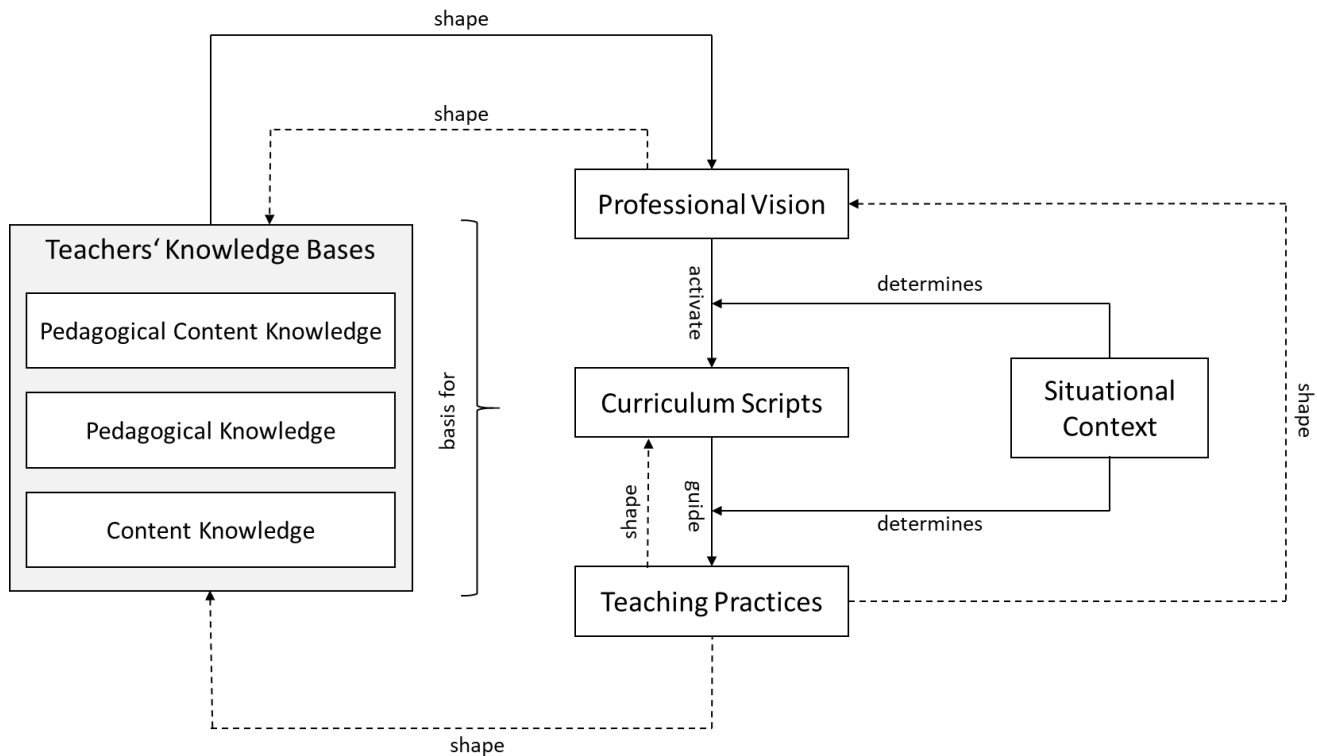 shape
shape
Professional Vision
Teachers‘ Knowledge Bases
Pedagogical Content Knowledge
Pedagogical Knowledge
Content Knowledge
basis for
activate
determines
Curriculum Scripts
Situational
Context
shape
shape
guide
determines
Teaching Practices
shape